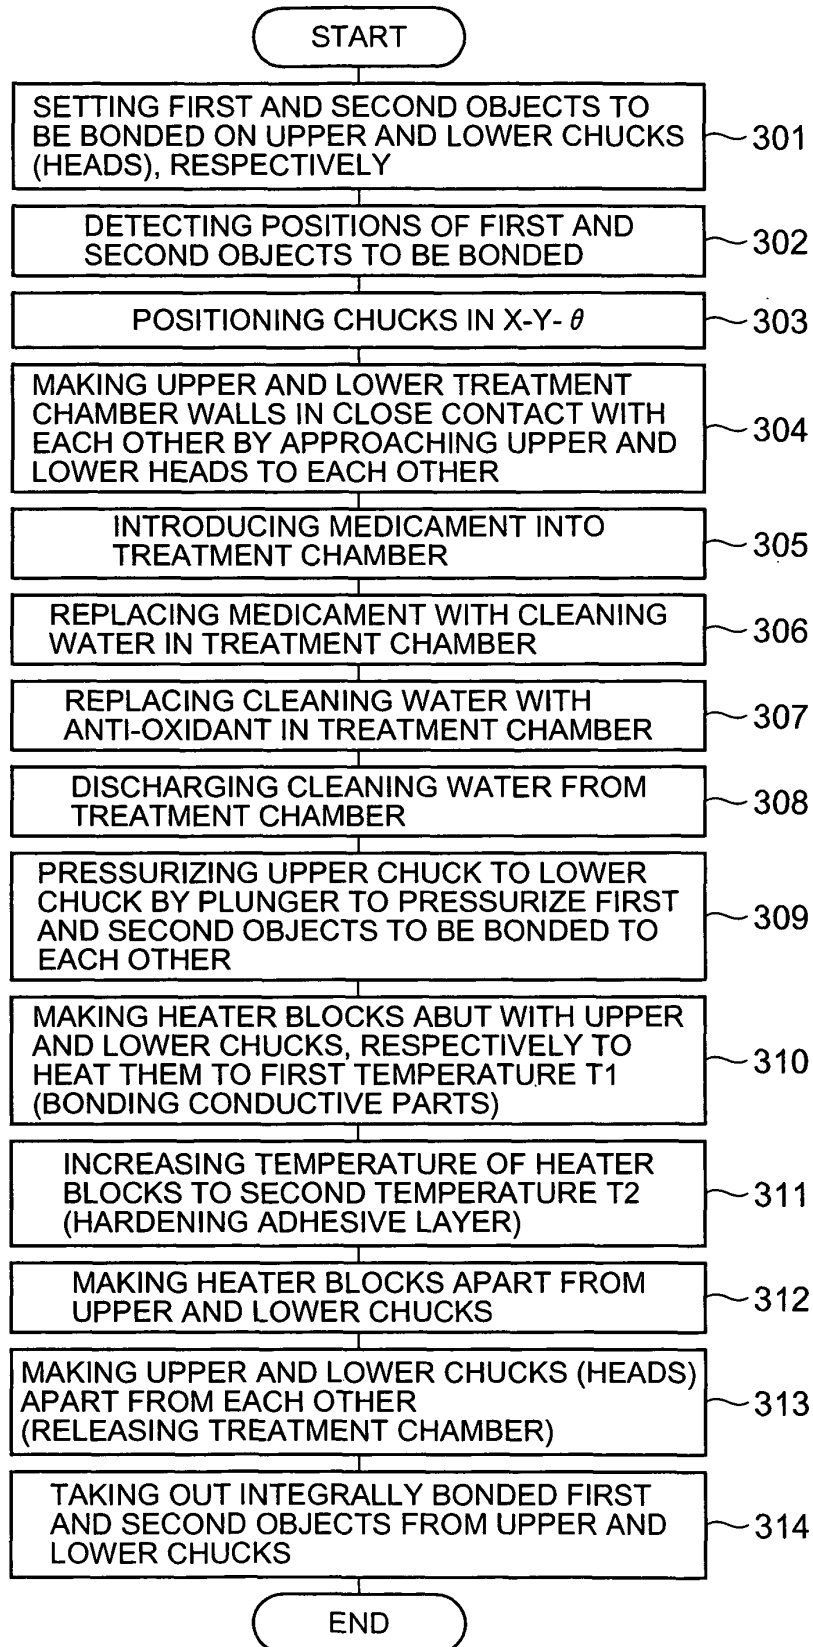 START
SETTING FIRST AND SECOND OBJECTS TO
BE BONDED ON UPPER AND LOWER CHUCKS
(HEADS), RESPECTIVELY
301
DETECTING POSITIONS OF FIRST AND
SECOND OBJECTS TO BE BONDED
302
POSITIONING CHUCKS IN X-Y- θ
303
MAKING UPPER AND LOWER TREATMENT
CHAMBER WALLS IN CLOSE CONTACT WITH
EACH OTHER BY APPROACHING UPPER AND
LOWER HEADS TO EACH OTHER
304
INTRODUCING MEDICAMENT INTO
TREATMENT CHAMBER
305
REPLACING MEDICAMENT WITH CLEANING
WATER IN TREATMENT CHAMBER
306
REPLACING CLEANING WATER WITH
ANTI-OXIDANT IN TREATMENT CHAMBER
307
DISCHARGING CLEANING WATER FROM
TREATMENT CHAMBER
308
PRESSURIZING UPPER CHUCK TO LOWER
CHUCK BY PLUNGER TO PRESSURIZE FIRST
AND SECOND OBJECTS TO BE BONDED TO
EACH OTHER
309
MAKING HEATER BLOCKS ABUT WITH UPPER
AND LOWER CHUCKS, RESPECTIVELY TO
HEAT THEM TO FIRST TEMPERATURE T1
(BONDING CONDUCTIVE PARTS)
310
INCREASING TEMPERATURE OF HEATER
BLOCKS TO SECOND TEMPERATURE T2
(HARDENING ADHESIVE LAYER)
311
MAKING HEATER BLOCKS APART FROM
UPPER AND LOWER CHUCKS
312
MAKING UPPER AND LOWER CHUCKS (HEADS)
APART FROM EACH OTHER
(RELEASING TREATMENT CHAMBER)
313
TAKING OUT INTEGRALLY BONDED FIRST
AND SECOND OBJECTS FROM UPPER AND
LOWER CHUCKS
314
END